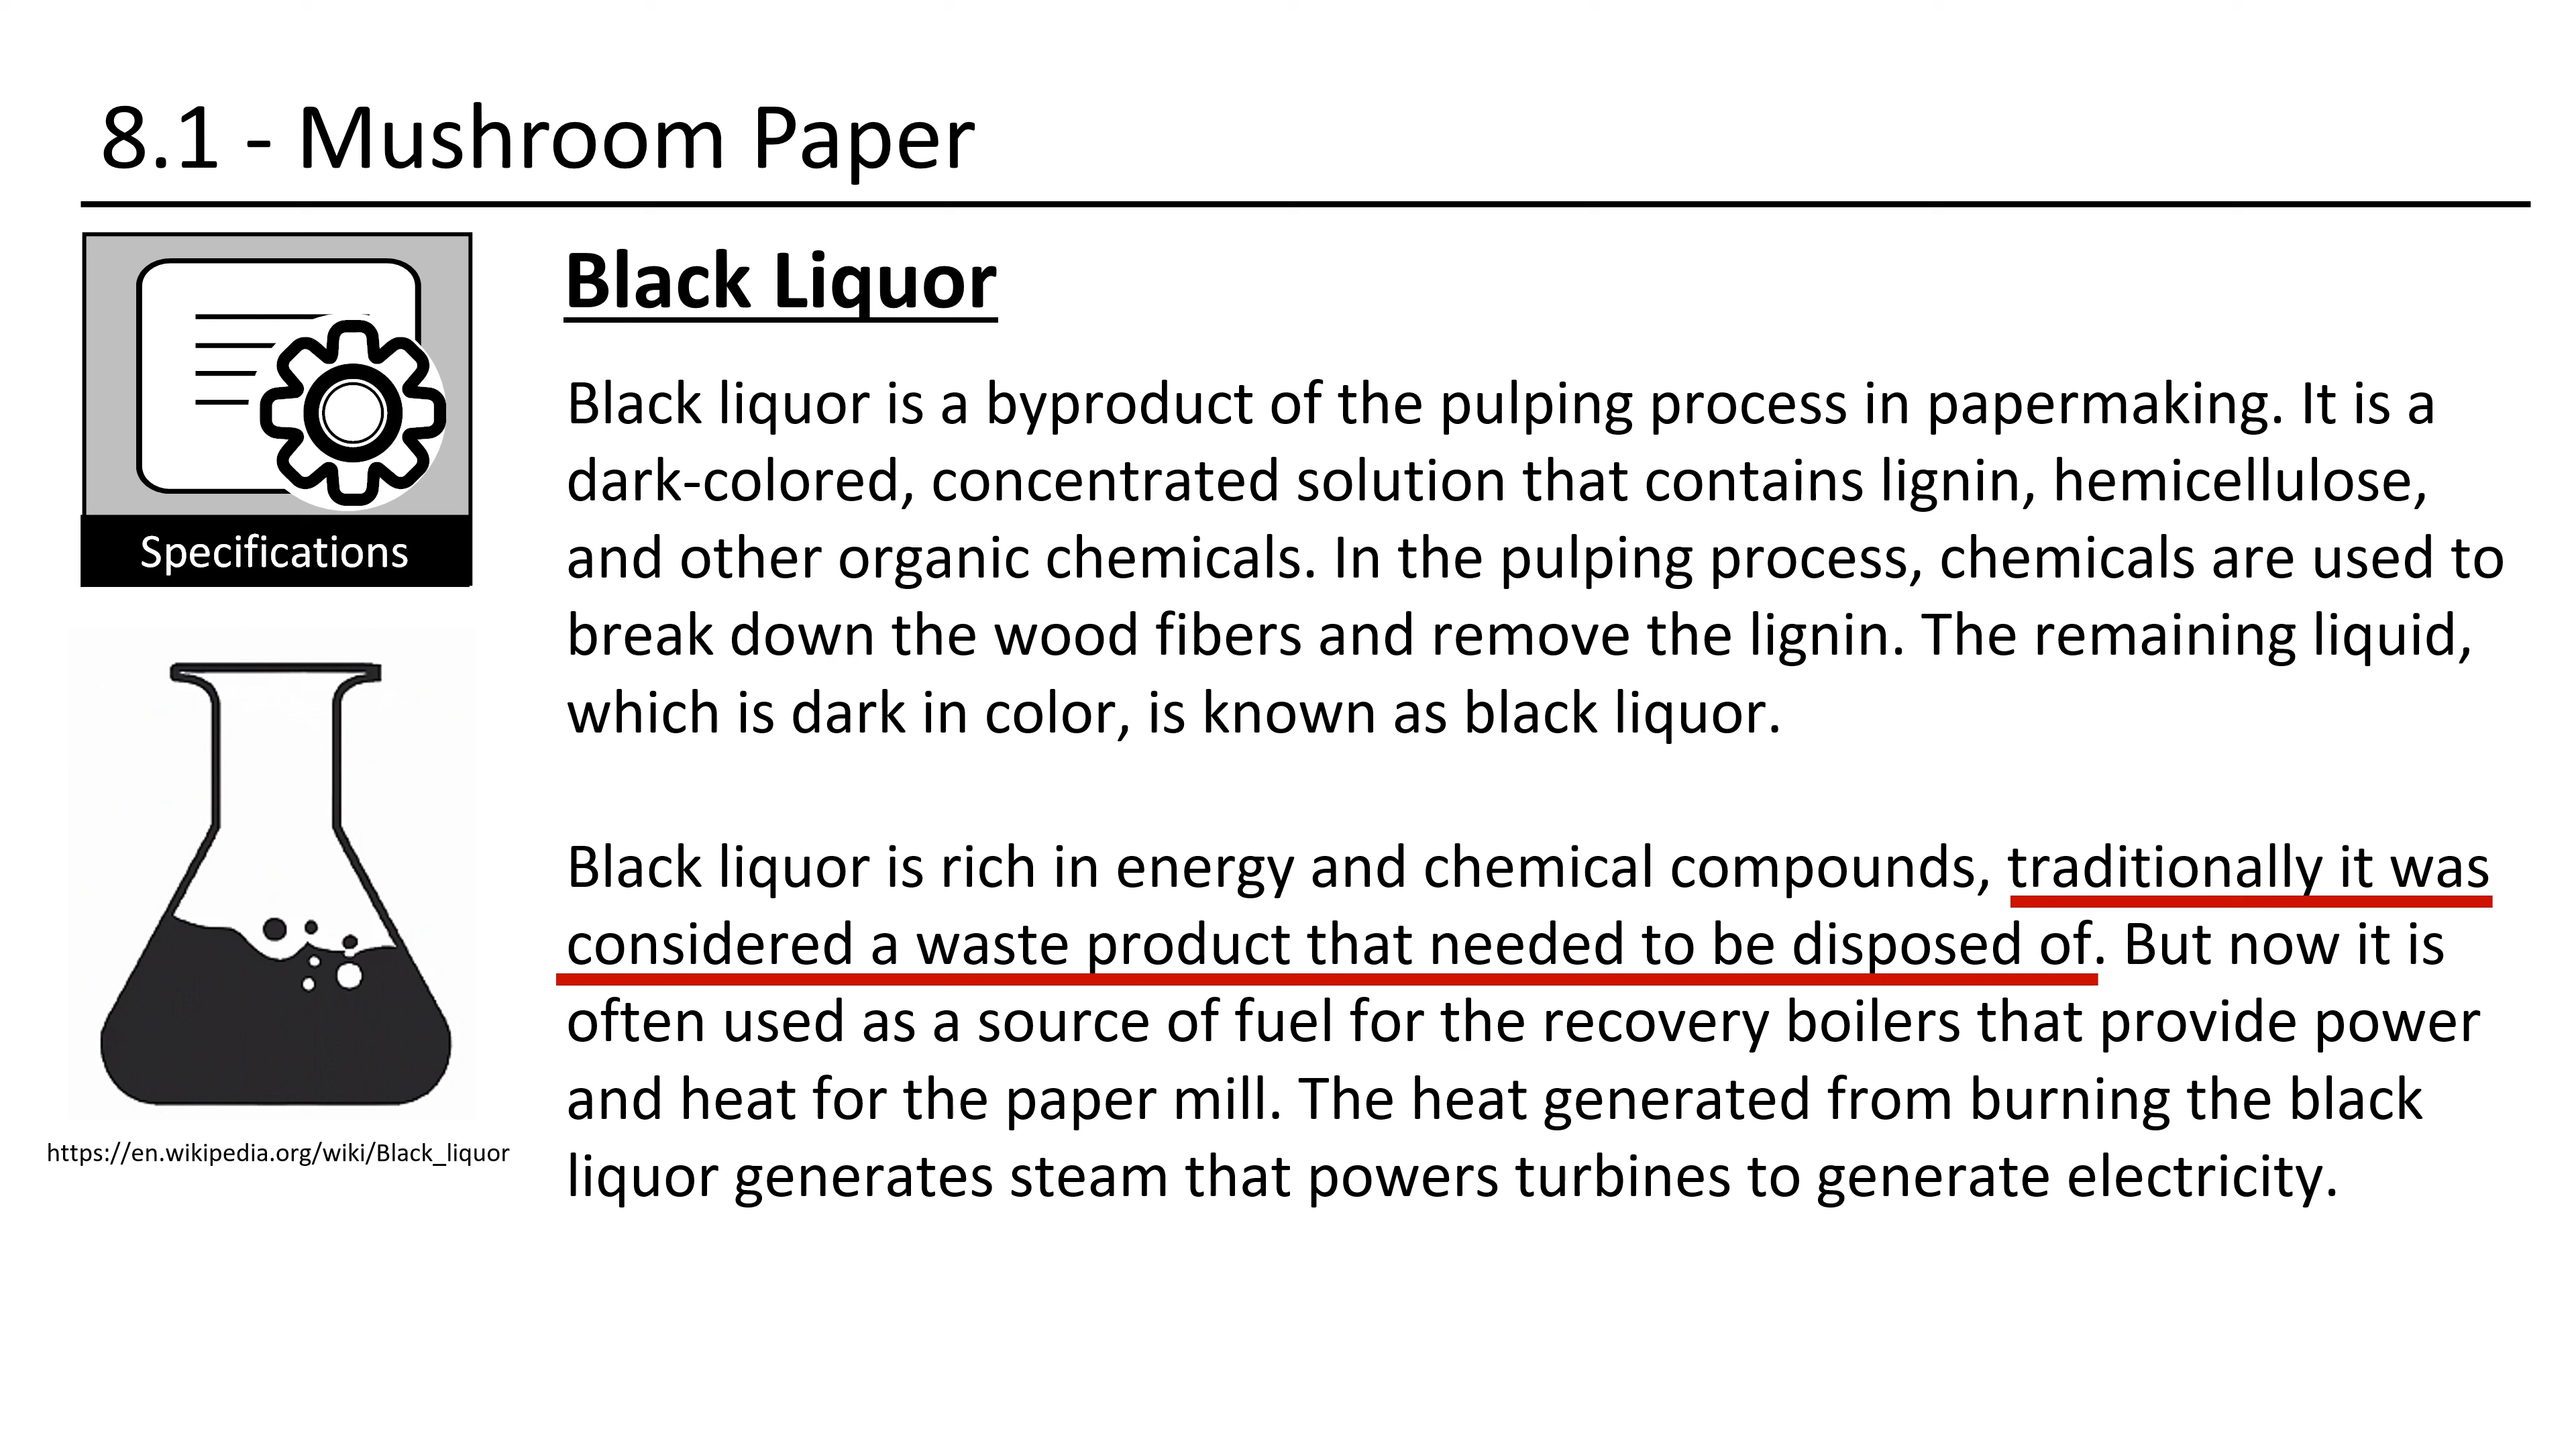 8.1 - Mushroom Paper
Specifications
https://en.wikipedia.org/wiki/Black_liquor
Black Liquor
Black liquor is a byproduct of the pulping process in papermaking. It is a
dark-colored, concentrated solution that contains lignin, hemicellulose,
and other organic chemicals. In the pulping process, chemicals are used to
break down the wood fibers and remove the lignin. The remaining liquid,
which is dark in color, is known as black liquor.
Black liquor is rich in energy and chemical compounds, traditionally it was
considered a waste product that needed to be disposed of. But now it is
often used as a source of fuel for the recovery boilers that provide power
and heat for the paper mill. The heat generated from burning the black
liquor generates steam that powers turbines to generate electricity.